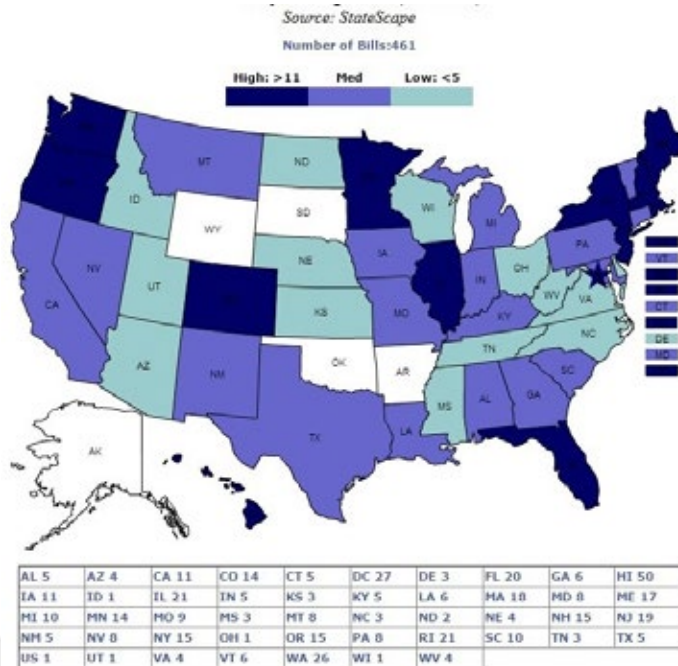 Source: StateScape
Number of Bills:461
High: >11 Med Low: <5
MT
ND
ID
WY
SD
WI
MI
NV
UT
NE
IA
PA
CA
KS
MO
IN
OH
WV
VA
KY
AZ
NM
OK
AR
TN
NC
SC
TX
LA
MS
AL
GA
AK
VT
CT
DE
MD
AL 5 AZ 4 CA 11 CO 14 CT 5 DC 27 DE 3 FL 20 GA 6 HI 50
IA 11 ID 1 IL 21 IN 5 KS 3 KY 5 LA 6 MA 18 MD 8 ME 17
MI 10 MN 14 MO 9 MS 3 MT 8 NC 3 ND 2 NE 4 NH 15 NJ 19
NM 5 NV 8 NY 15 OH 1 OR 15 PA 8 RI 21 SC 10 TN 3 TX 5
US 1 UT 1 VA 4 VT 6 WA 26 WI 1 WV 4